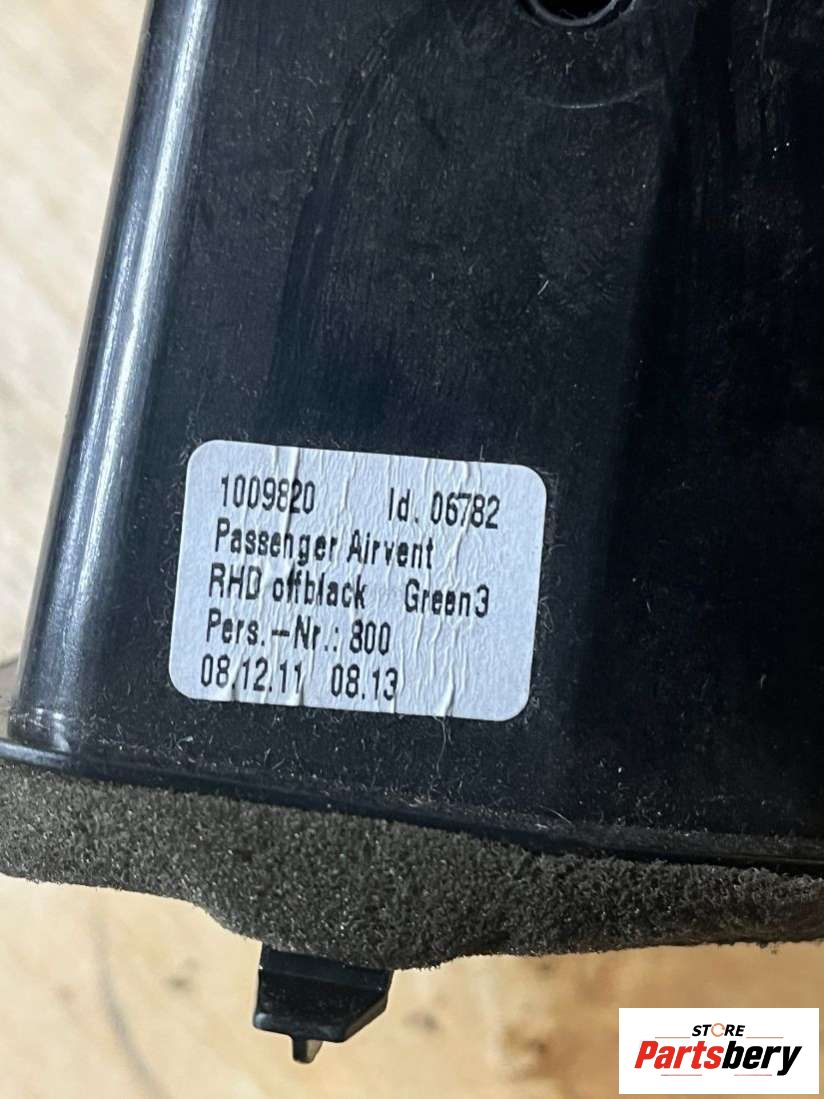 1009820 Id. 06782
Passenger Airvent
RHD offblack Green3
Pers.-Nr.: 800
08.12.11 08.13
STORE
Partsbery